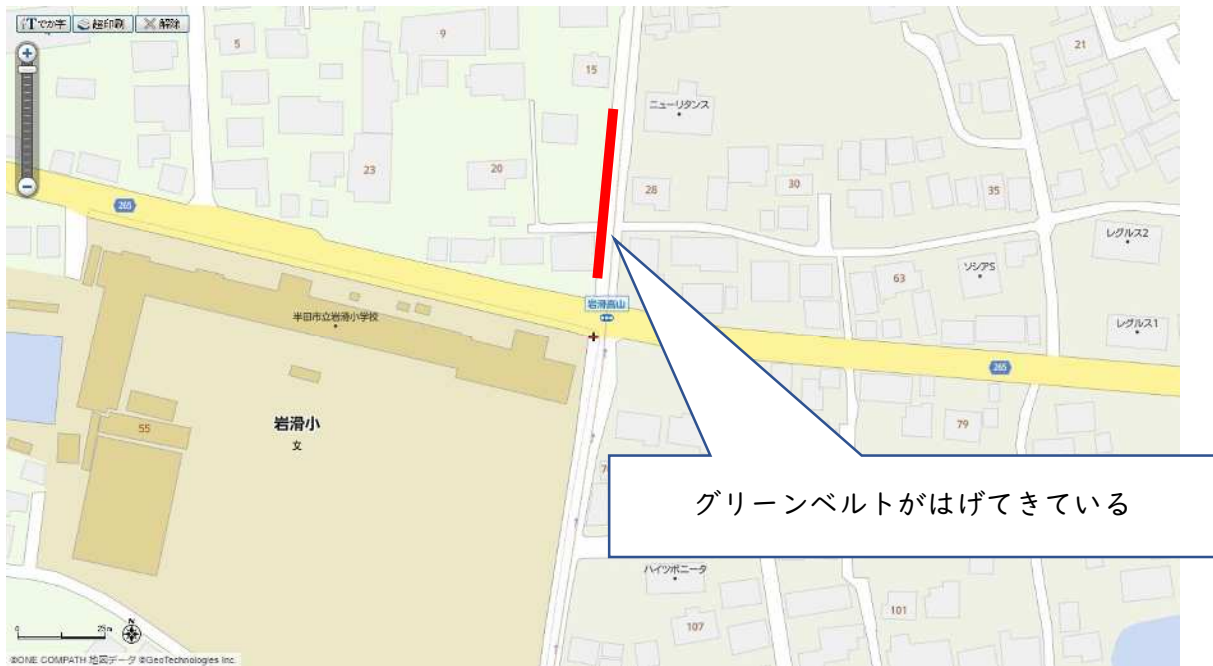 でか字 超印刷 解除
5
9
15
21
ニューリタンス
23
20
28
30
35
265
レグルス2
ソシアS
63
岩滑高山
半田市立岩滑小学校
レグルス1
265
岩滑小
文
55
79
グリーンベルトがはげてきている
ハイツボニータ
101
107
0 25m
N
©ONE COMPATH 地図データ ©GeoTechnologies Inc.